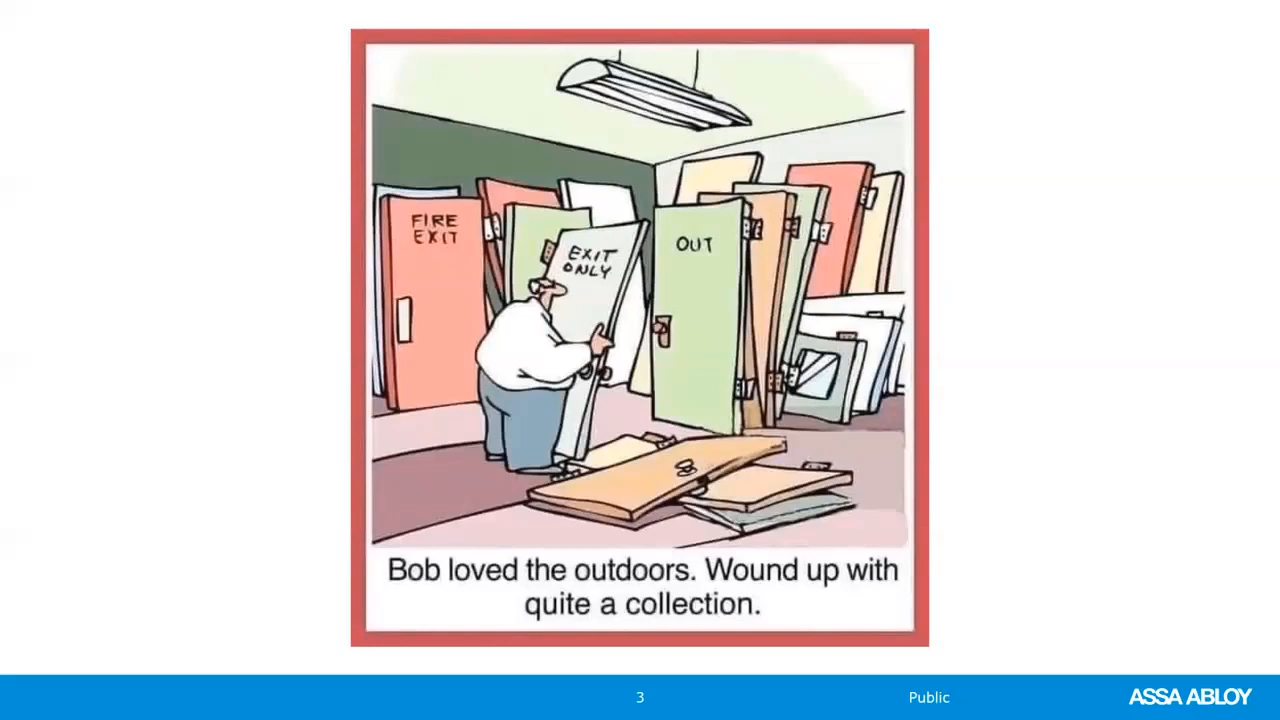 FIRE
EXIT
EXIT
ONLY
OUT
Bob loved the outdoors. Wound up with
quite a collection.
3
Public
ASSA ABLOY